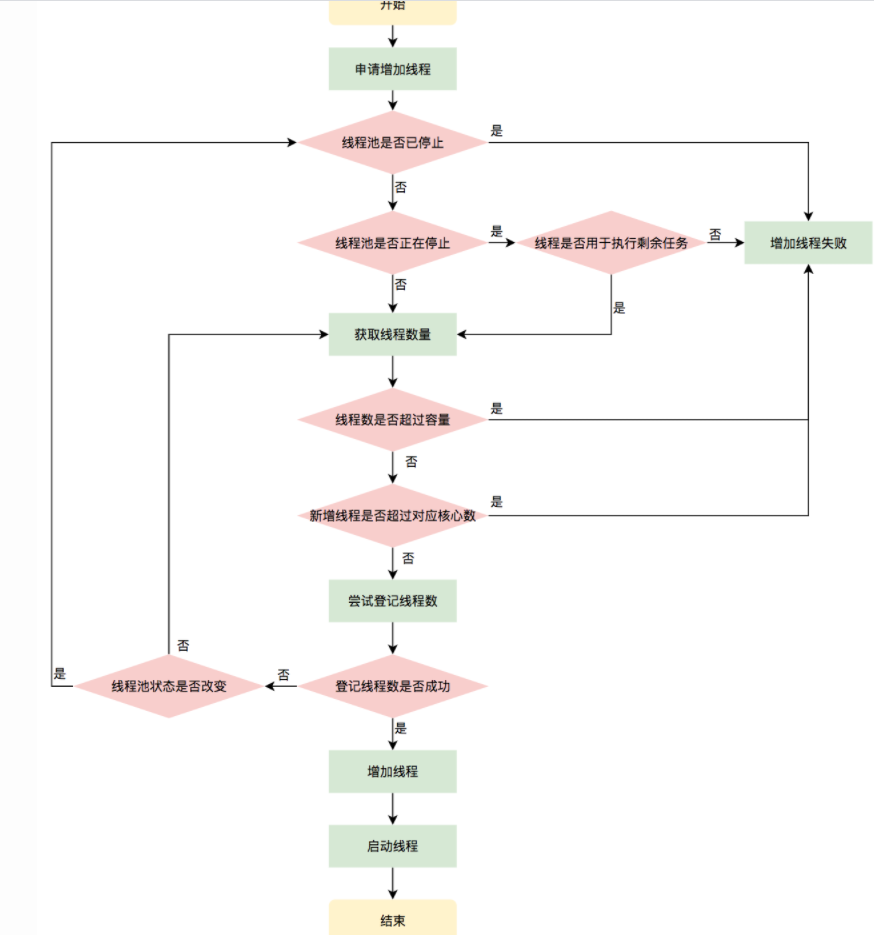 开始
申请增加线程
线程池是否已停止
是
否
线程池是否正在停止
是
线程是否用于执行剩余任务
否
增加线程失败
否
是
获取线程数量
线程数是否超过容量
是
否
新增线程是否超过对应核心数
是
否
尝试登记线程数
否
是
线程池状态是否改变
否
登记线程数是否成功
是
增加线程
启动线程
结束